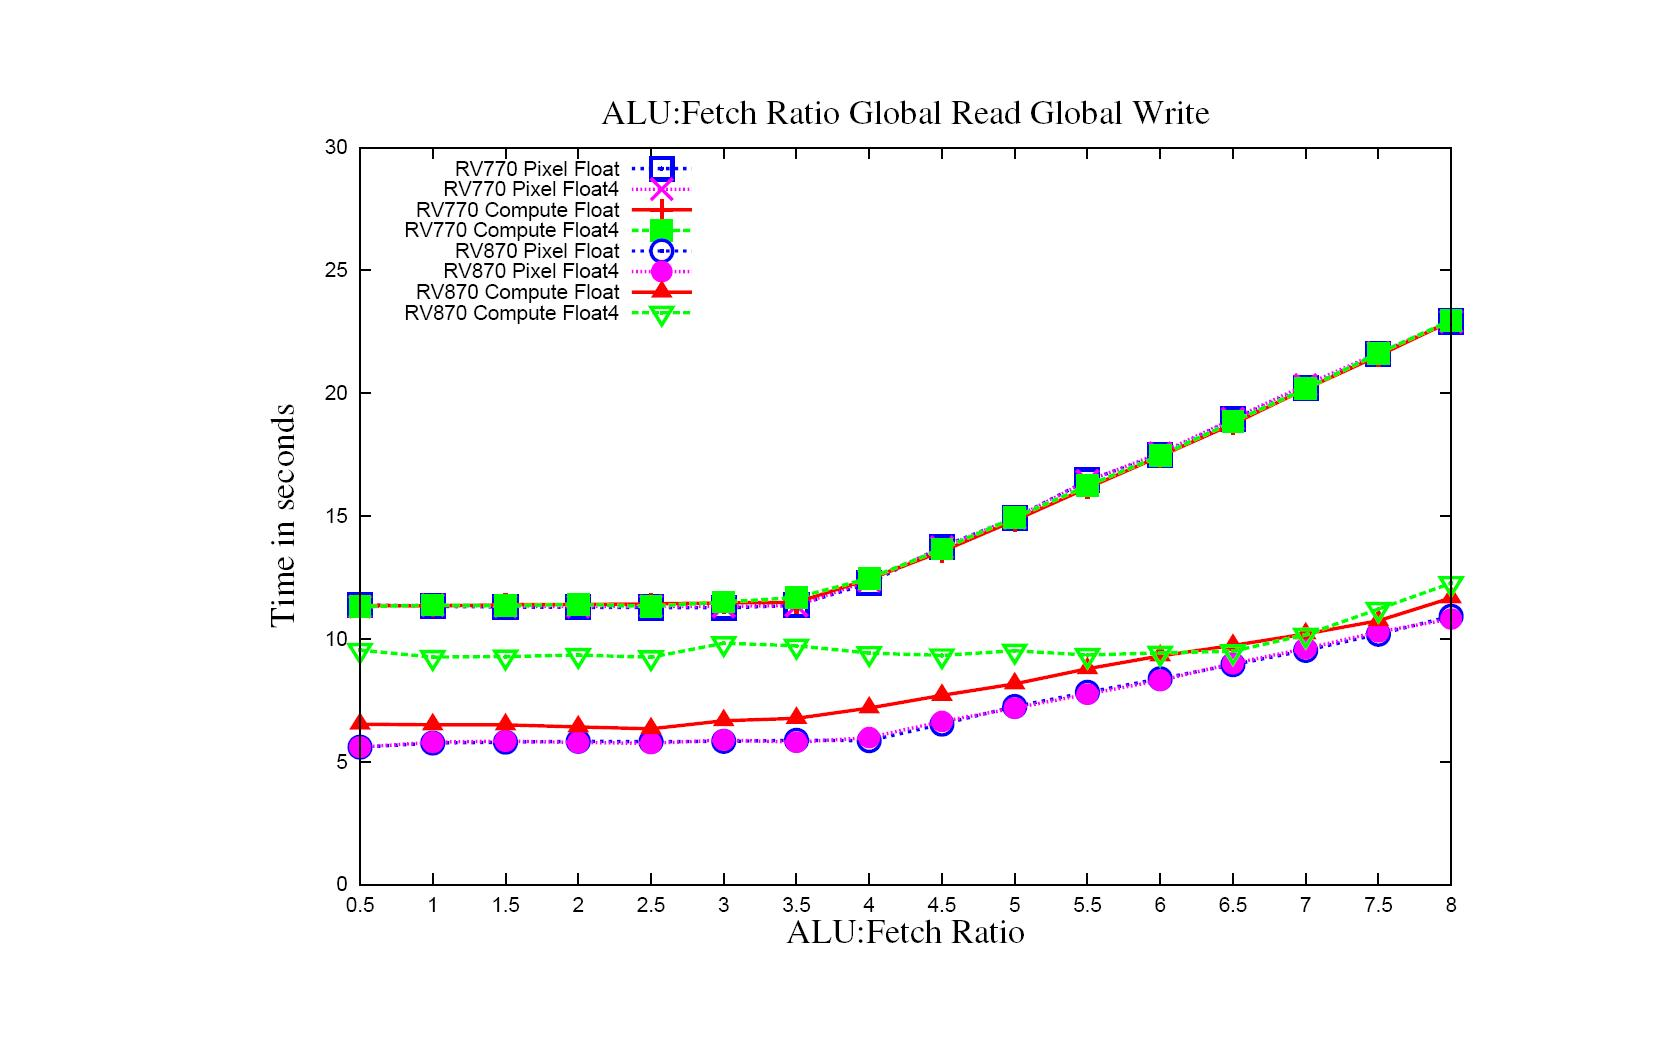 ALU:Fetch Ratio Global Read Global Write
30
25
20
15
10
5
0
Time in seconds
RV770 Pixel Float
RV770 Pixel Float4
RV770 Compute Float
RV770 Compute Float4
RV870 Pixel Float
RV870 Pixel Float4
RV870 Compute Float
RV870 Compute Float4
0.5 1 1.5 2 2.5 3 3.5 4 4.5 5 5.5 6 6.5 7 7.5 8
ALU:Fetch Ratio